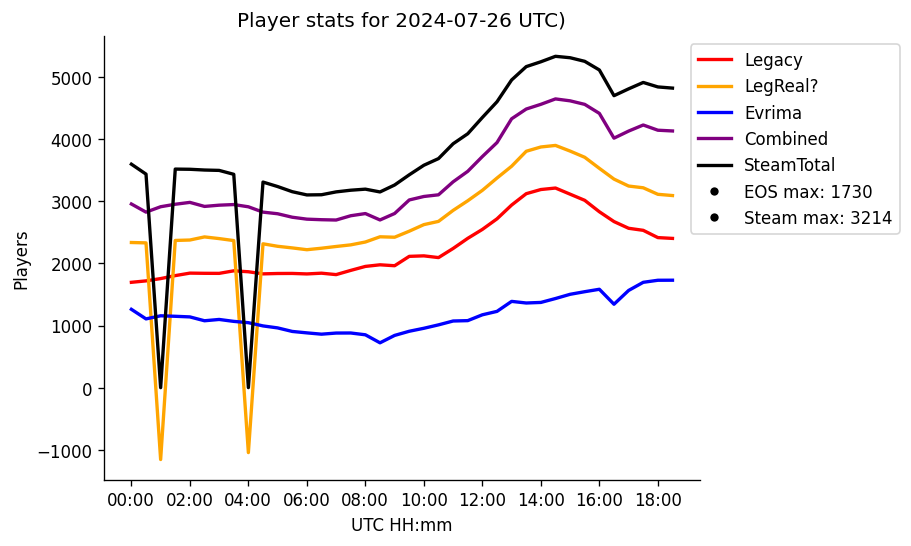 Player stats for 2024-07-26 UTC)
Players
5000
4000
3000
2000
1000
0
−1000
00:00 02:00 04:00 06:00 08:00 10:00 12:00 14:00 16:00 18:00
UTC HH:mm
Legacy
LegReal?
Evrima
Combined
SteamTotal
EOS max: 1730
Steam max: 3214